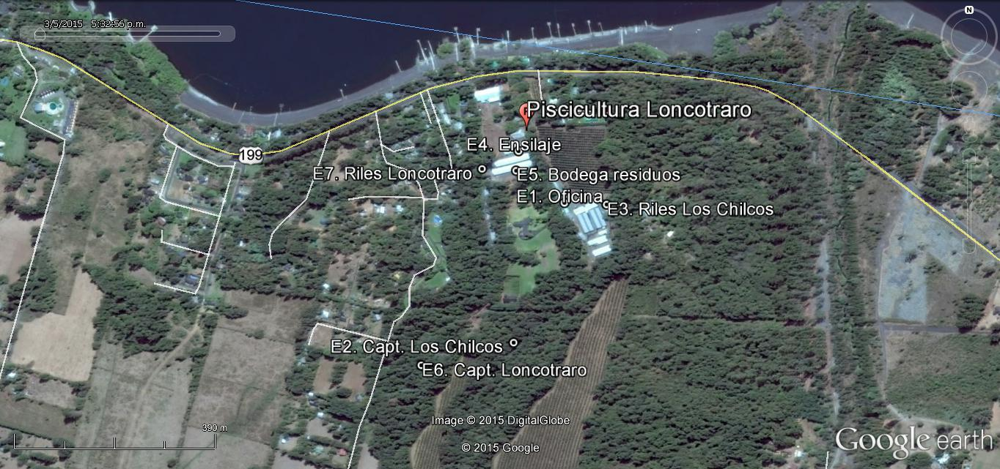 3/5/2015 5:32:56 p.m.
N
Piscicultura Loncotraro
E4. Ensilaje
199
E7. Riles Loncotraro
E5. Bodega residuos
E1. Oficina
E3. Riles Los Chilcos
E2. Capt. Los Chilcos
E6. Capt. Loncotraro
Image © 2015 DigitalGlobe
390 m
© 2015 Google
Google earth